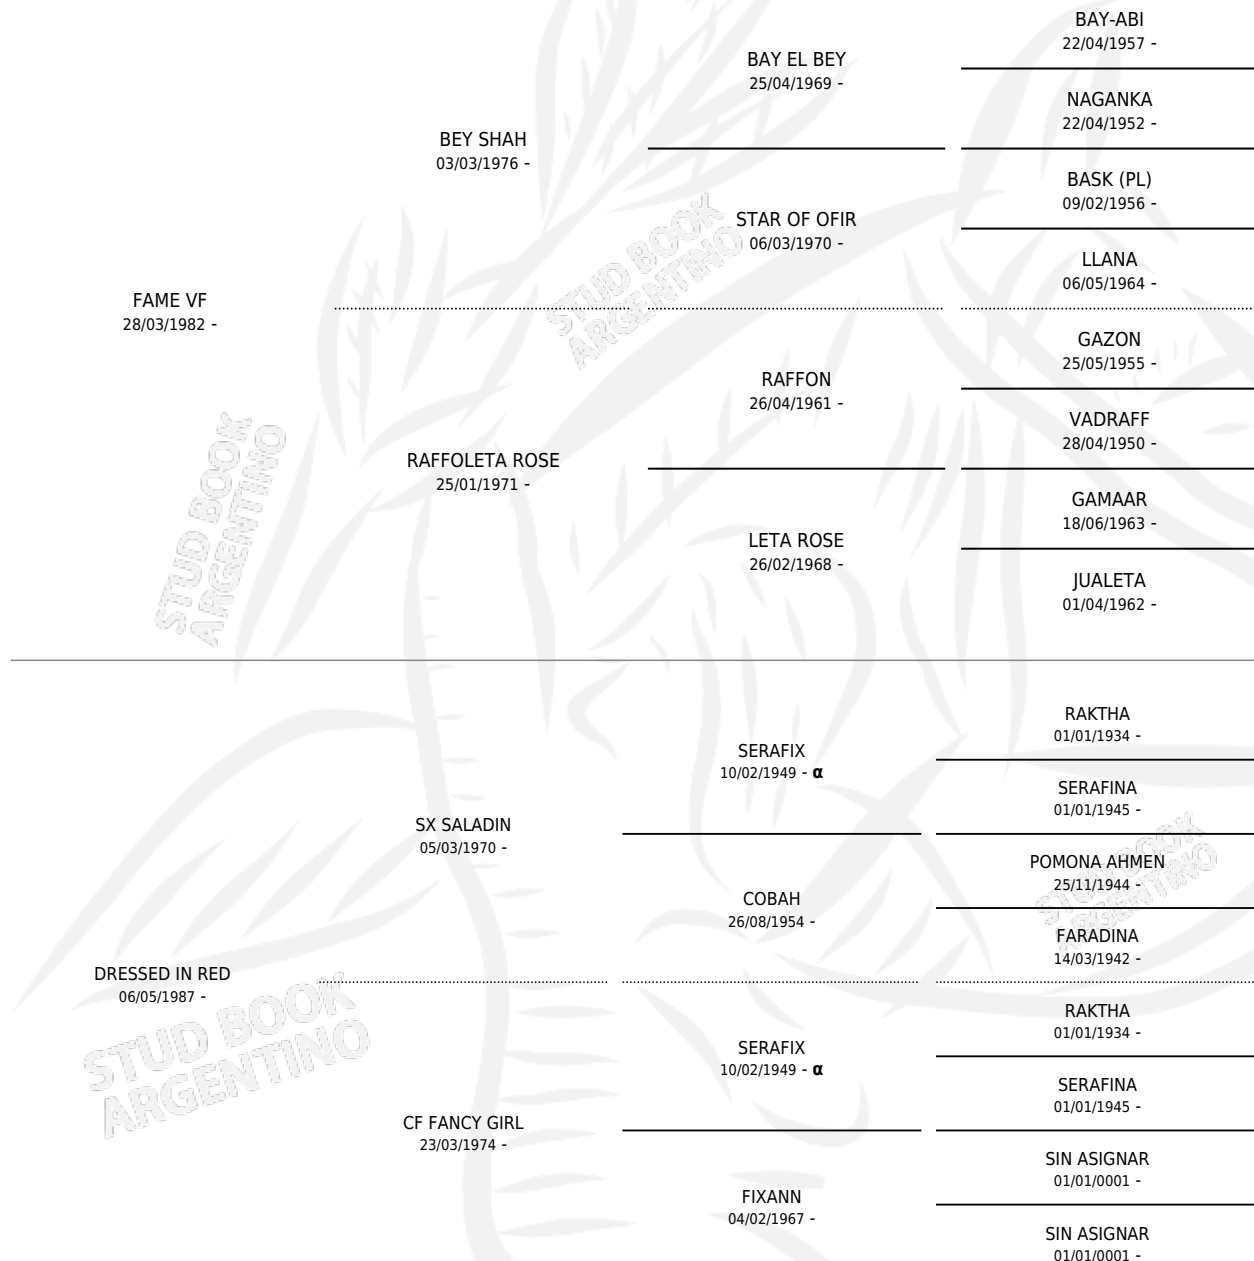 BAY-ABI
22/04/1957 -
BAY EL BEY
25/04/1969 -
NAGANKA
22/04/1952 -
BEY SHAH
03/03/1976 -
BASK (PL)
09/02/1956 -
STAR OF OFIR
06/03/1970 -
LLANA
06/05/1964 -
FAME VF
28/03/1982 -
GAZON
25/05/1955 -
RAFFON
26/04/1961 -
VADRAFF
28/04/1950 -
RAFFOLETA ROSE
25/01/1971 -
GAMAAR
18/06/1963 -
LETA ROSE
26/02/1968 -
JUALETA
01/04/1962 -
RAKTHA
01/01/1934 -
SERAFIX
10/02/1949 - α
SERAFINA
01/01/1945 -
SX SALADIN
05/03/1970 -
POMONA AHMEN
25/11/1944 -
COBAH
26/08/1954 -
FARADINA
14/03/1942 -
DRESSED IN RED
06/05/1987 -
RAKTHA
01/01/1934 -
SERAFIX
10/02/1949 - α
SERAFINA
01/01/1945 -
CF FANCY GIRL
23/03/1974 -
SIN ASIGNAR
01/01/0001 -
FIXANN
04/02/1967 -
SIN ASIGNAR
01/01/0001 -
STUD BOOK
ARGENTINO
STUD BOOK
ARGENTINO
STUD BOOK
ARGENTINO
STUD BOOK
ARGENTINO